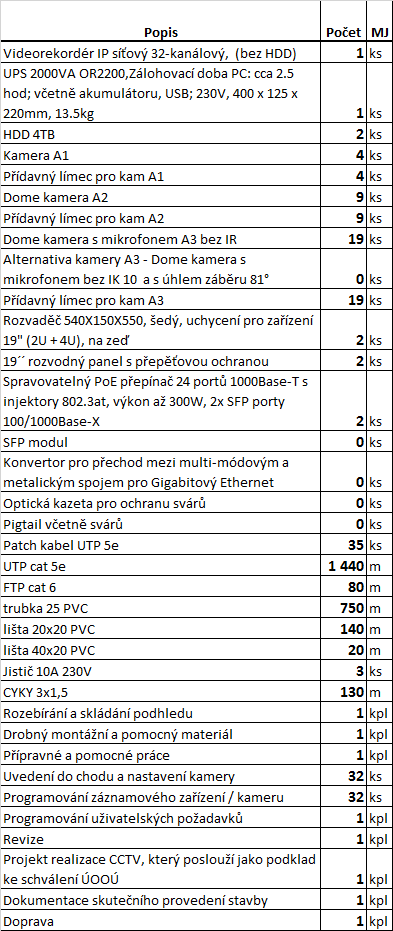 Popis Počet MJ
Videorekordér IP síťový 32-kanálový,  (bez HDD) 1 ks
UPS 2000VA OR2200,Zálohovací doba PC: cca 2.5
hod; včetně akumulátoru, USB; 230V, 400 x 125 x
220mm, 13.5kg 1 ks
HDD 4TB 2 ks
Kamera A1 4 ks
Přídavný límec pro kam A1 4 ks
Dome kamera A2 9 ks
Přídavný límec pro kam A2 9 ks
Dome kamera s mikrofonem A3 bez IR 19 ks
Alternativa kamery A3 - Dome kamera s
mikrofonem bez IK 10  a s úhlem záběru 81° 0 ks
Přídavný límec pro kam A3 19 ks
Rozvaděč 540X150X550, šedý, uchycení pro zařízení
19" (2U + 4U), na zeď 2 ks
19´´ rozvodný panel s přepěťovou ochranou 2 ks
Spravovatelný PoE přepínač 24 portů 1000Base-T s
injektory 802.3at, výkon až 300W, 2x SFP porty
100/1000Base-X 2 ks
SFP modul 0 ks
Konvertor pro přechod mezi multi-módovým a
metalickým spojem pro Gigabitový Ethernet 0 ks
Optická kazeta pro ochranu svárů 0 ks
Pigtail včetně svárů 0 ks
Patch kabel UTP 5e 35 ks
UTP cat 5e 1 440 m
FTP cat 6 80 m
trubka 25 PVC 750 m
lišta 20x20 PVC 140 m
lišta 40x20 PVC 20 m
Jistič 10A 230V 3 ks
CYKY 3x1,5 130 m
Rozebírání a skládání podhledu 1 kpl
Drobný montážní a pomocný materiál 1 kpl
Přípravné a pomocné práce 1 kpl
Uvedení do chodu a nastavení kamery 32 ks
Programování záznamového zařízení / kameru 32 ks
Programování uživatelských požadavků 1 kpl
Revize 1 kpl
Projekt realizace CCTV, který poslouží jako podklad
ke schválení ÚOOÚ 1 kpl
Dokumentace skutečného provedení stavby 1 kpl
Doprava 1 kpl